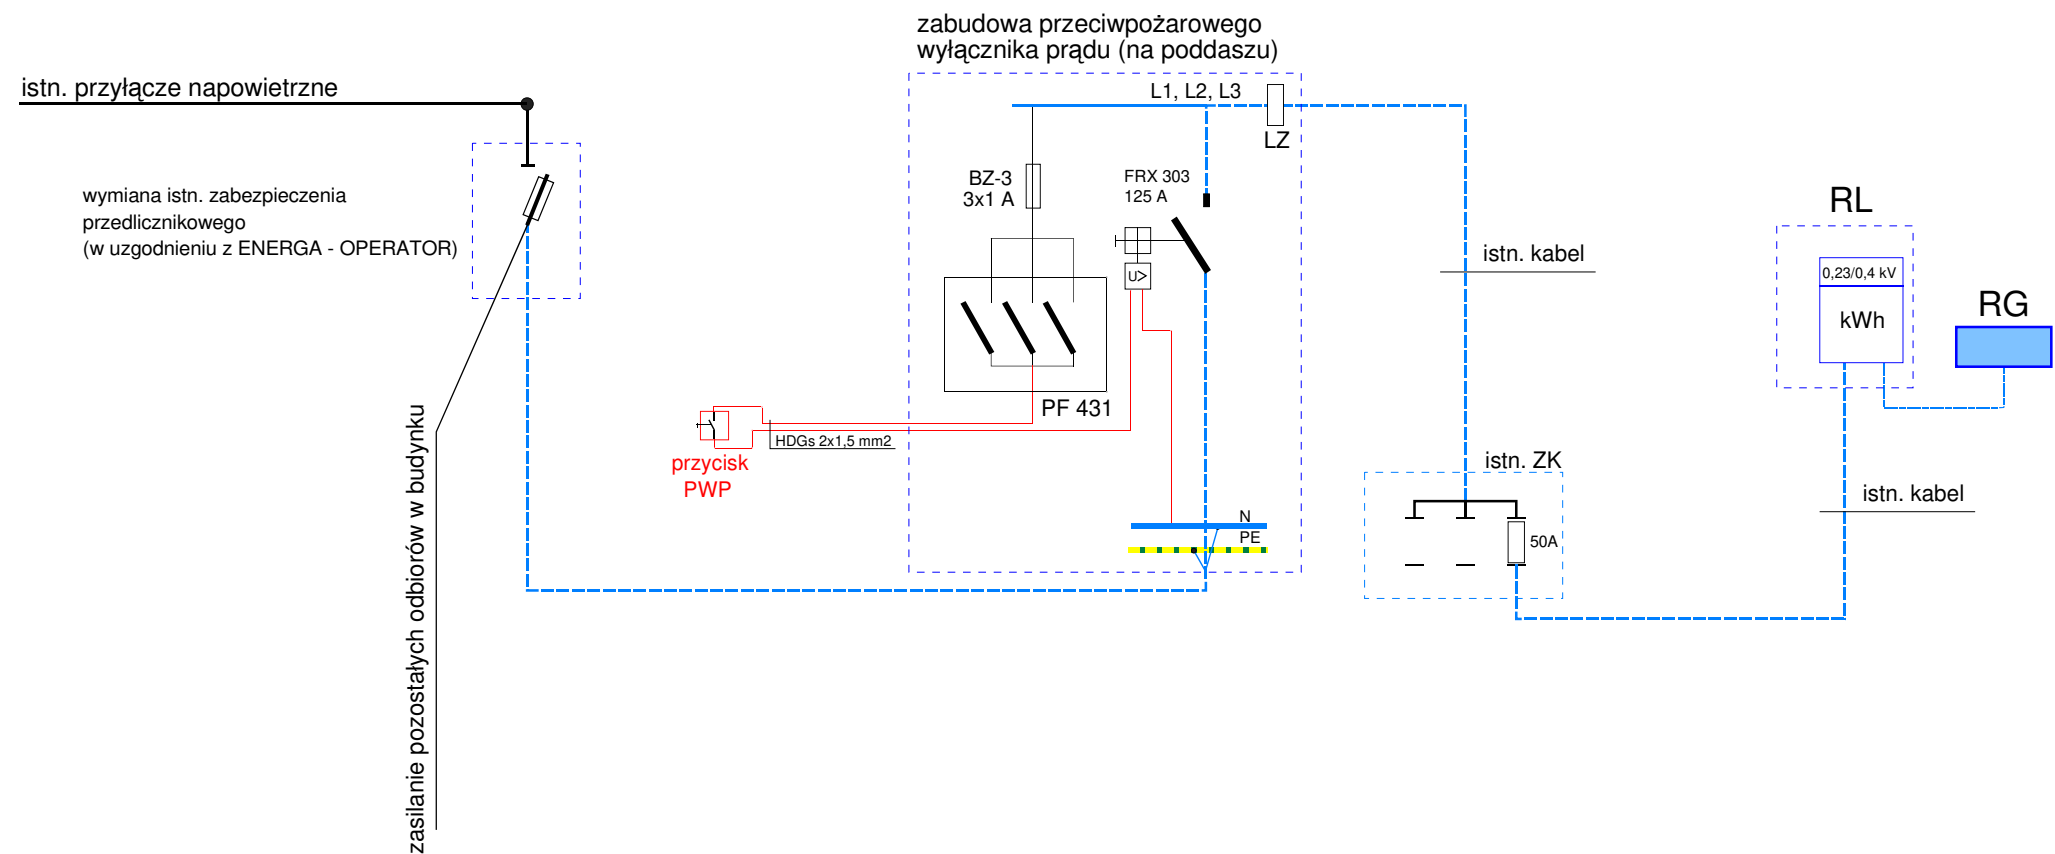 zabudowa przeciwpożarowego
wyłącznika prądu (na poddaszu)
istn. przyłącze napowietrzne
L1, L2, L3
LZ
wymiana istn. zabezpieczenia
przedlicznikowego
(w uzgodnieniu z ENERGA - OPERATOR)
BZ-3
3x1 A
FRX 303
125 A
U>
PF 431
HDGs 2x1,5 mm2
przycisk
PWP
N
PE
zasilanie pozostałych odbiorów w budynku
istn. kabel
istn. ZK
50A
RL
0,23/0,4 kV
kWh
RG
istn. kabel